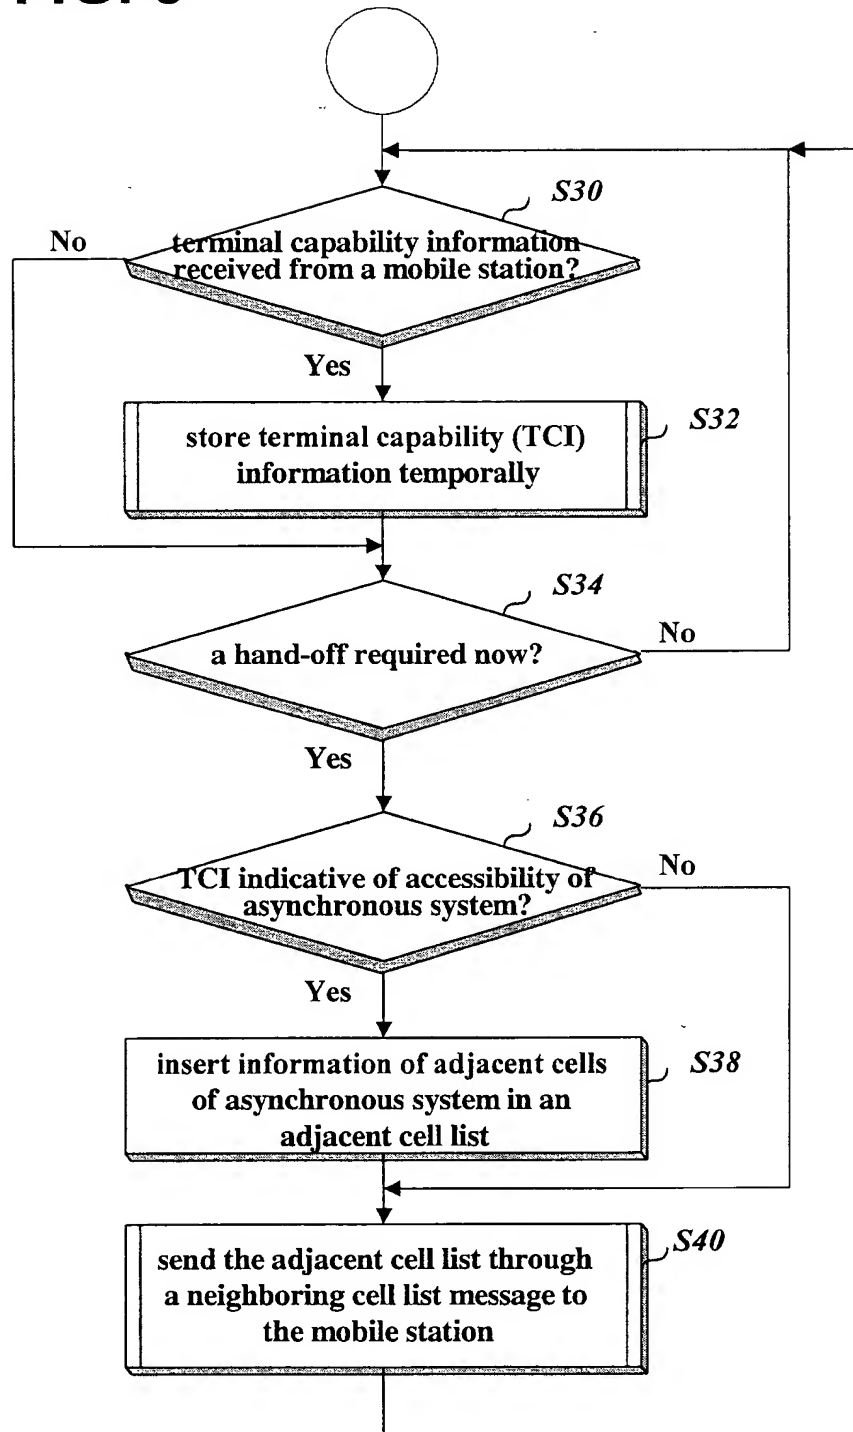 S30
No
terminal capability information
received from a mobile station?
Yes
S32
store terminal capability (TCI)
information temporally
S34
a hand-off required now?
No
Yes
S36
TCI indicative of accessibility of
asynchronous system?
No
Yes
S38
insert information of adjacent cells
of asynchronous system in an
adjacent cell list
S40
send the adjacent cell list through
a neighboring cell list message to
the mobile station